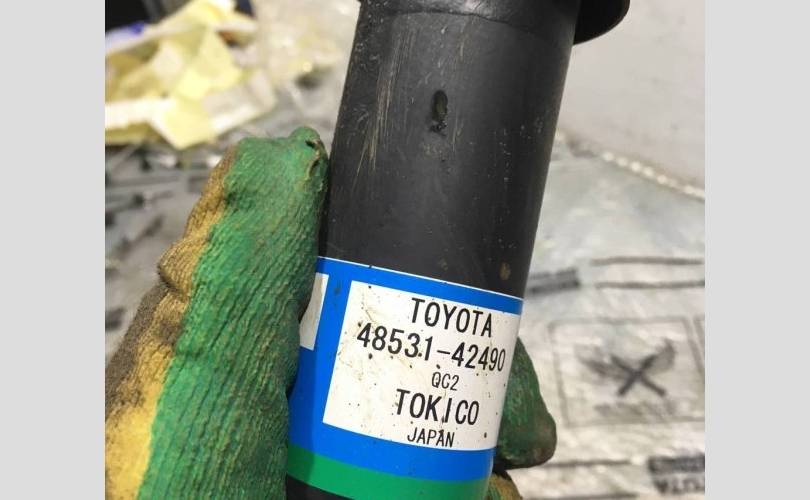 TOYOTA
48531-42490
QC2
TOKICO
JAPAN